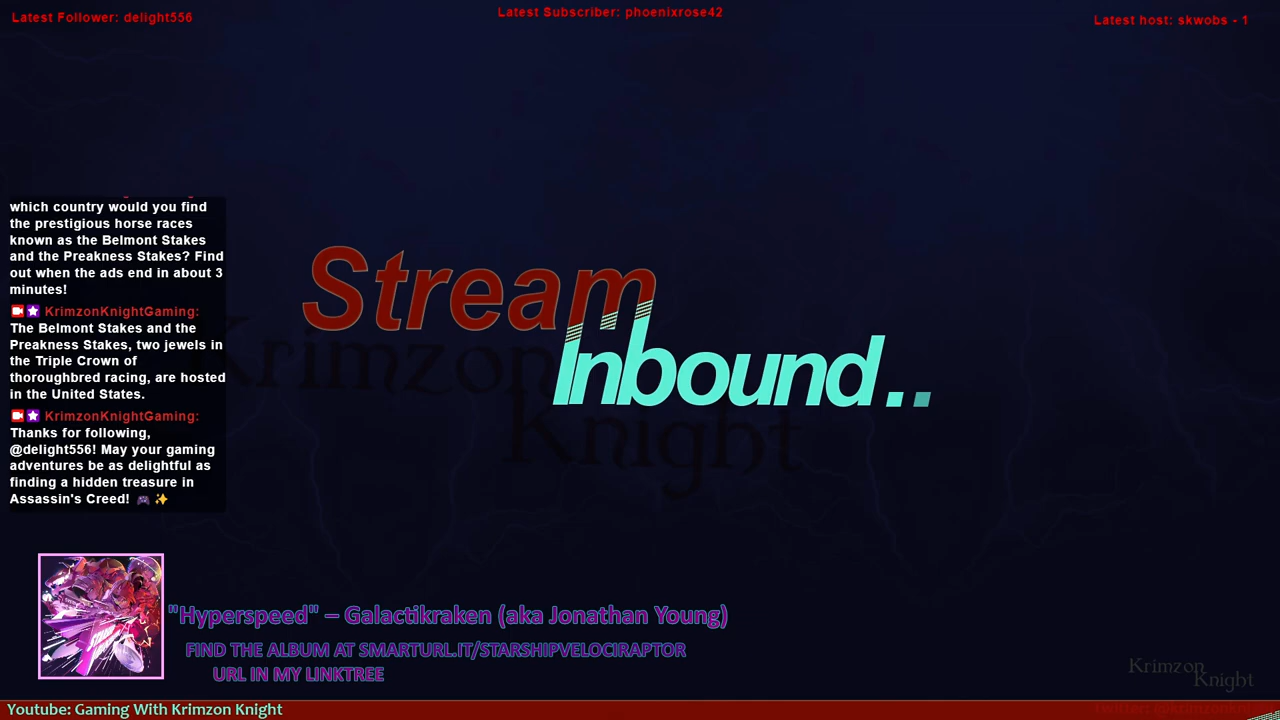 Latest Follower: delight556
Latest Subscriber: phoenixrose42
Latest host: skwobs - 1
which country would you find
the prestigious horse races
known as the Belmont Stakes
and the Preakness Stakes? Find
out when the ads end in about 3
minutes!
KrimzonKnightGaming:
The Belmont Stakes and the
Preakness Stakes, two jewels in
the Triple Crown of
thoroughbred racing, are hosted
in the United States.
KrimzonKnightGaming:
Thanks for following,
@delight556! May your gaming
adventures be as delightful as
finding a hidden treasure in
Assassin's Creed! 🎮 ✨
Stream
Inbound..
Krimzon
Knight
"Hyperspeed" – Galactikraken (aka Jonathan Young)
FIND THE ALBUM AT SMARTURL.IT/STARSHIPVELOCIRAPTOR
URL IN MY LINKTREE
Krimzon
Knight
Youtube: Gaming With Krimzon Knight